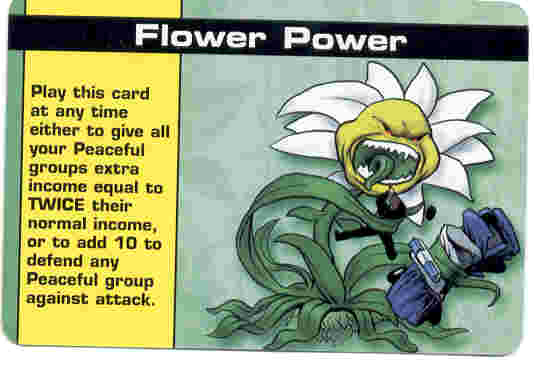 Flower Power
Play this card
at any time
either to give all
your Peaceful
groups extra
income equal to
TWICE their
normal income,
or to add 10 to
defend any
Peaceful group
against attack.